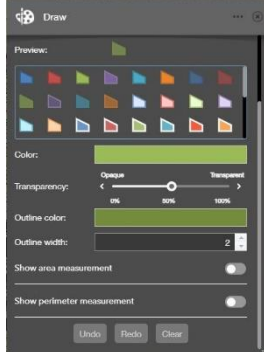 Draw
Preview:
Color:
Opaque Transparent
Transparency:
0% 50% 100%
Outline color:
Outline width: 2
Show area measurement
Show perimeter measurement
Undo Redo Clear